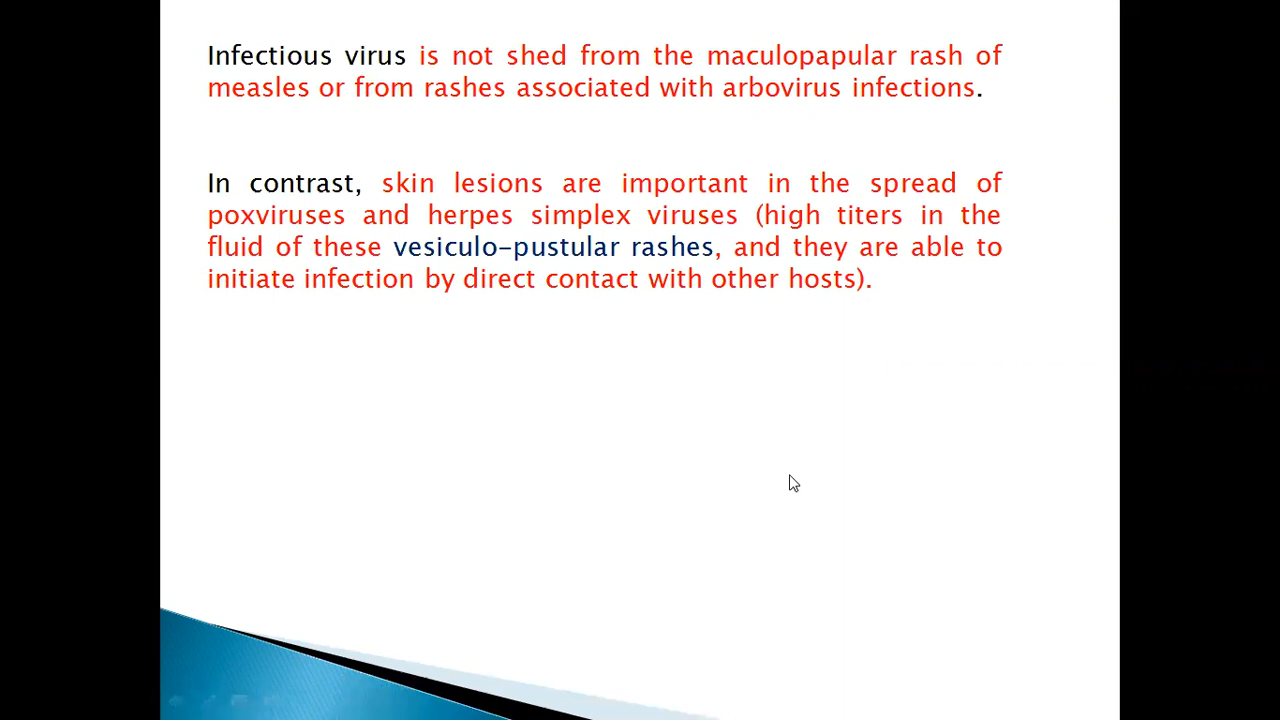 Infectious virus is not shed from the maculopapular rash of
measles or from rashes associated with arbovirus infections.
In contrast, skin lesions are important in the spread of
poxviruses and herpes simplex viruses (high titers in the
fluid of these vesiculo-pustular rashes, and they are able to
initiate infection by direct contact with other hosts).